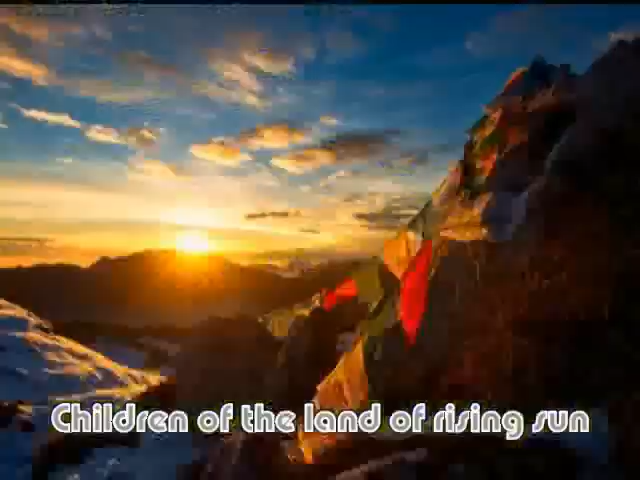 Children of the land of rising sun